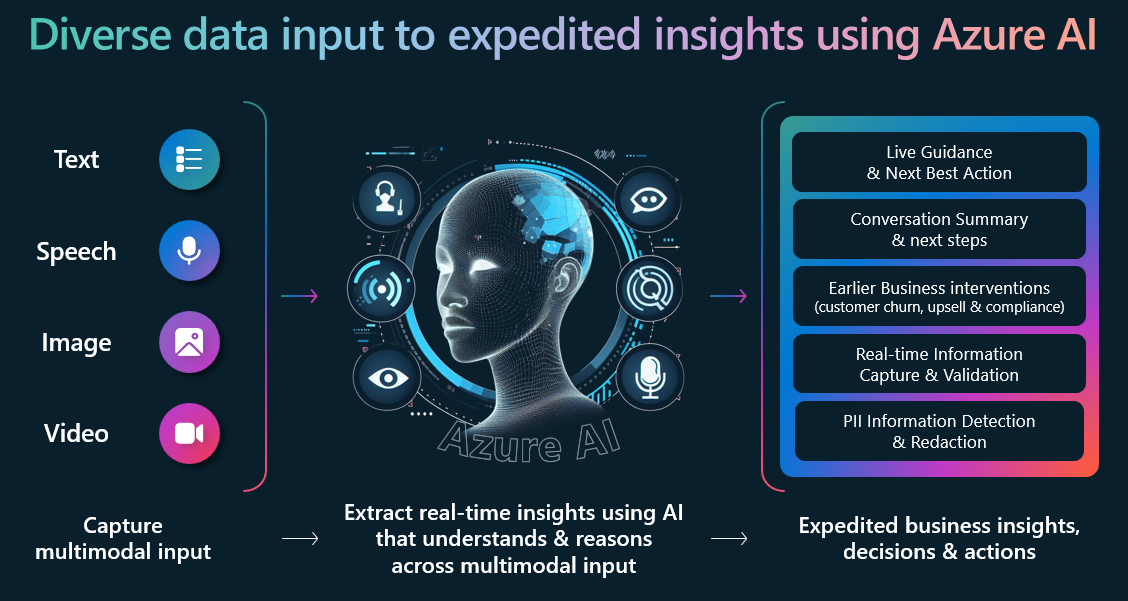 Diverse data input to expedited insights using Azure AI
Text
Speech
Image
Video
Capture
multimodal input
Azure AI
Extract real-time insights using AI
that understands & reasons
across multimodal input
Live Guidance
& Next Best Action
Conversation Summary
& next steps
Earlier Business interventions
(customer churn, upsell & compliance)
Real-time Information
Capture & Validation
PII Information Detection
& Redaction
Expedited business insights,
decisions & actions